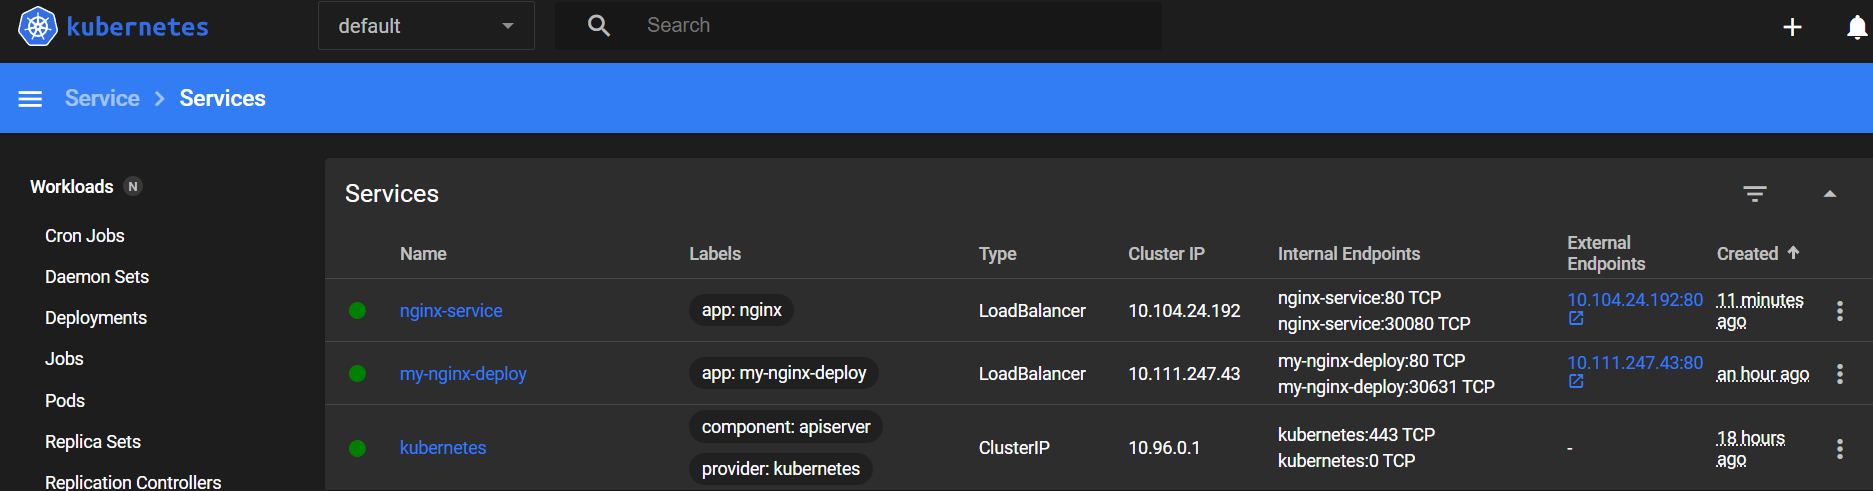 kubernetes
default
Search
Service
Services
Workloads
N
Cron Jobs
Daemon Sets
Deployments
Jobs
Pods
Replica Sets
Replication Controllers
Services
Name
Labels
Type
Cluster IP
Internal Endpoints
External
Endpoints
Created
nginx-service
app: nginx
LoadBalancer
10.104.24.192
nginx-service:80 TCP
nginx-service:30080 TCP
10.104.24.192:80
11 minutes
ago
my-nginx-deploy
app: my-nginx-deploy
LoadBalancer
10.111.247.43
my-nginx-deploy:80 TCP
my-nginx-deploy:30631 TCP
10.111.247.43:80
an hour ago
kubernetes
component: apiserver
provider: kubernetes
ClusterIP
10.96.0.1
kubernetes:443 TCP
kubernetes:0 TCP
-
18 hours
ago